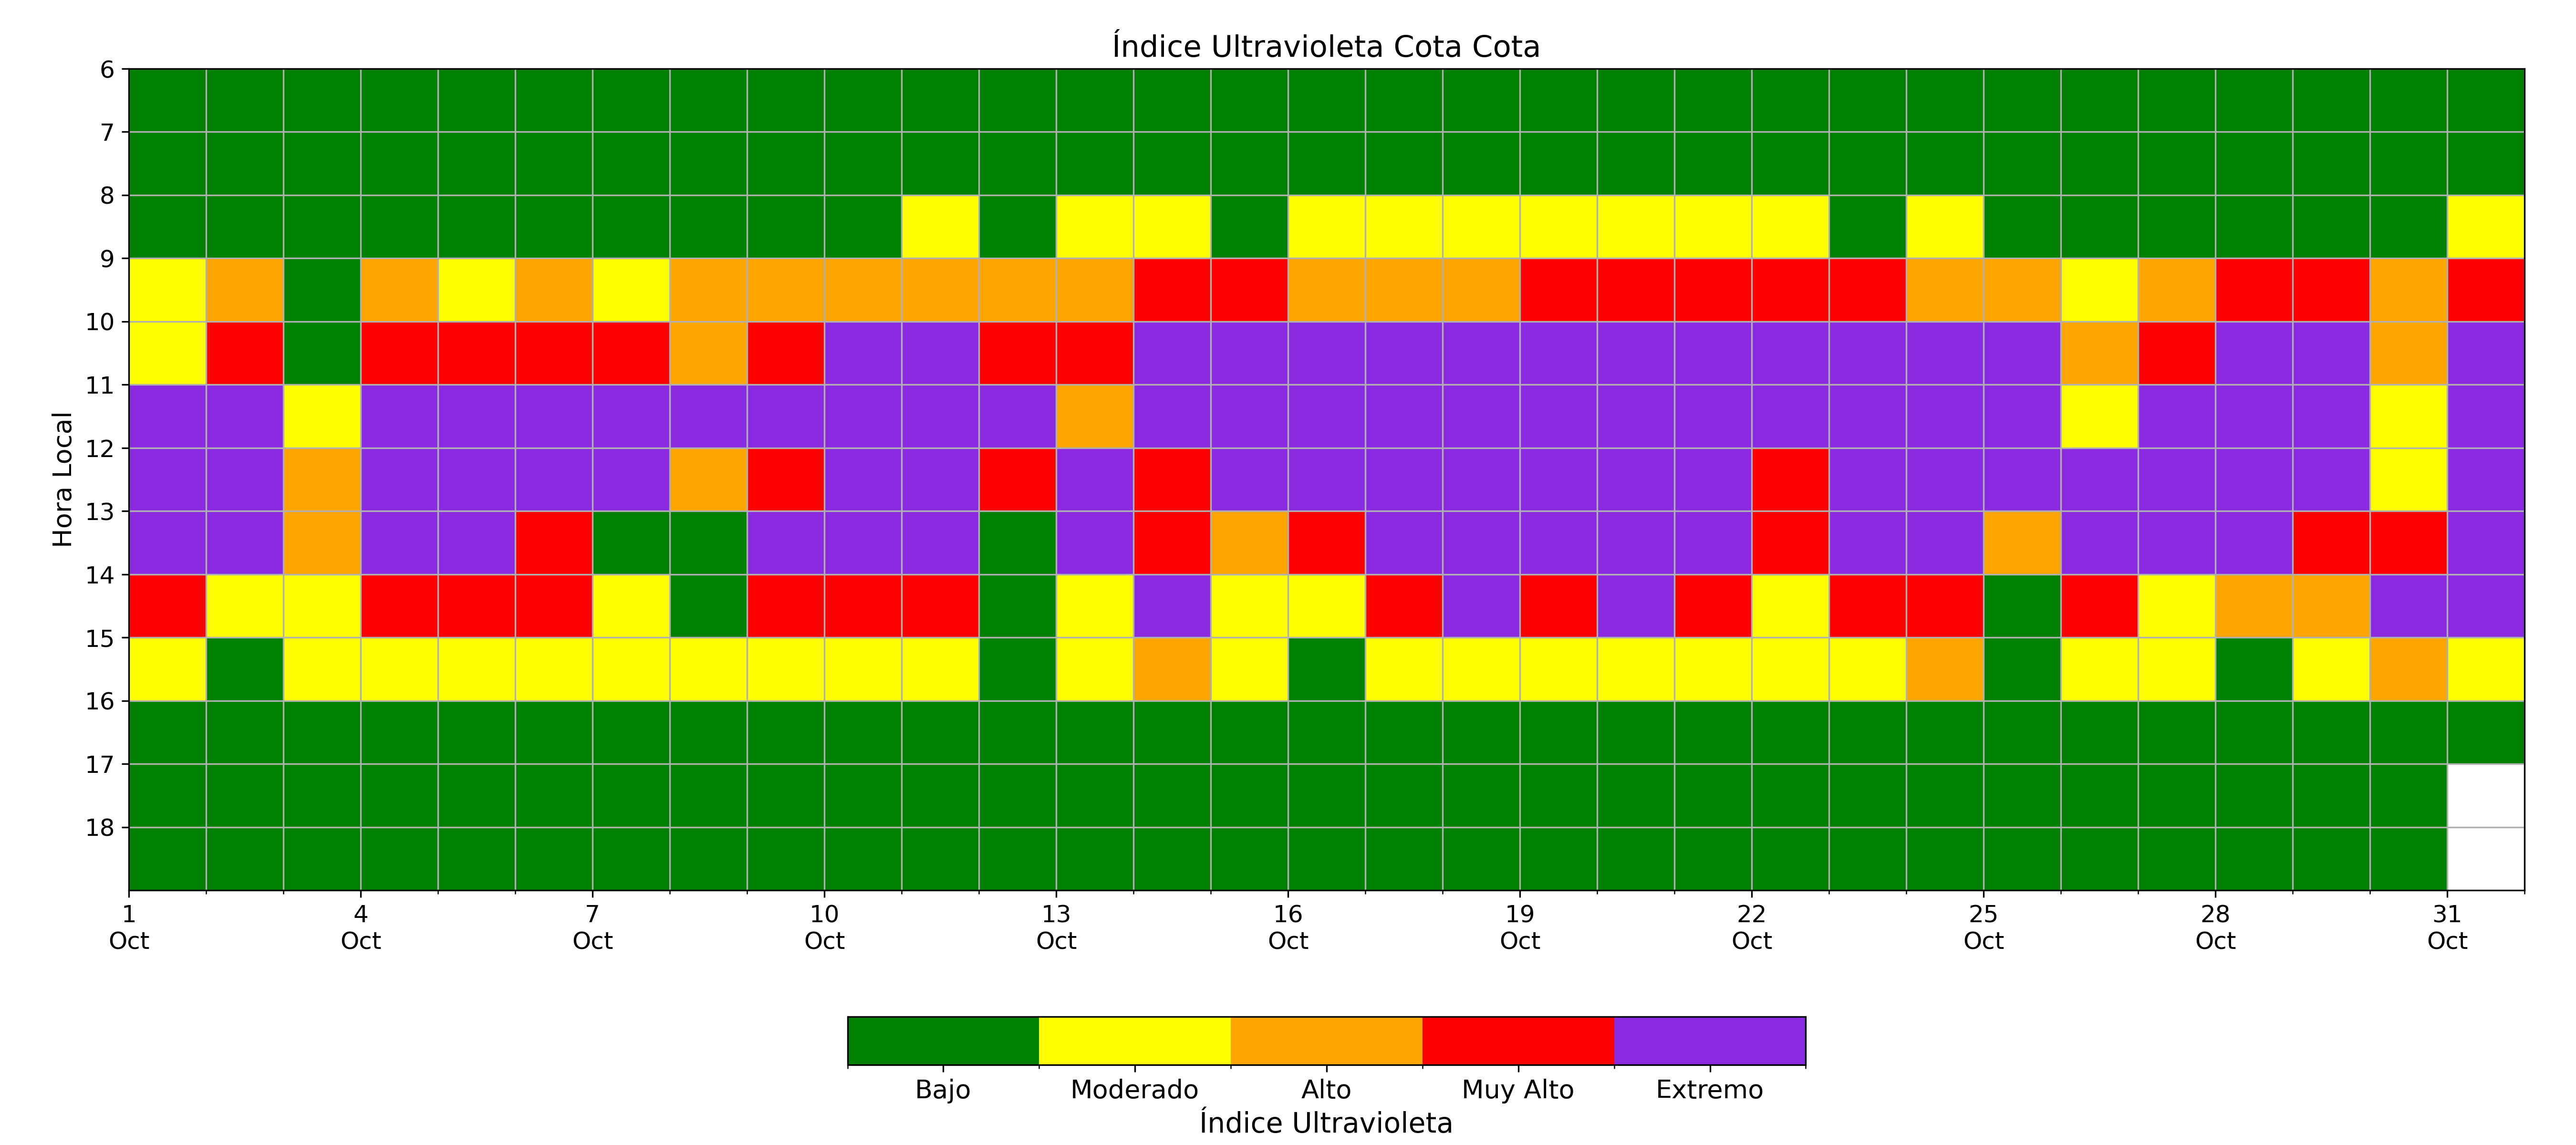 Índice Ultravioleta Cota Cota
Hora Local
6
7
8
9
10
11
12
13
14
15
16
17
18
1 4 7 10 13 16 19 22 25 28 31
Oct Oct Oct Oct Oct Oct Oct Oct Oct Oct Oct
Bajo Moderado Alto Muy Alto Extremo
Índice Ultravioleta